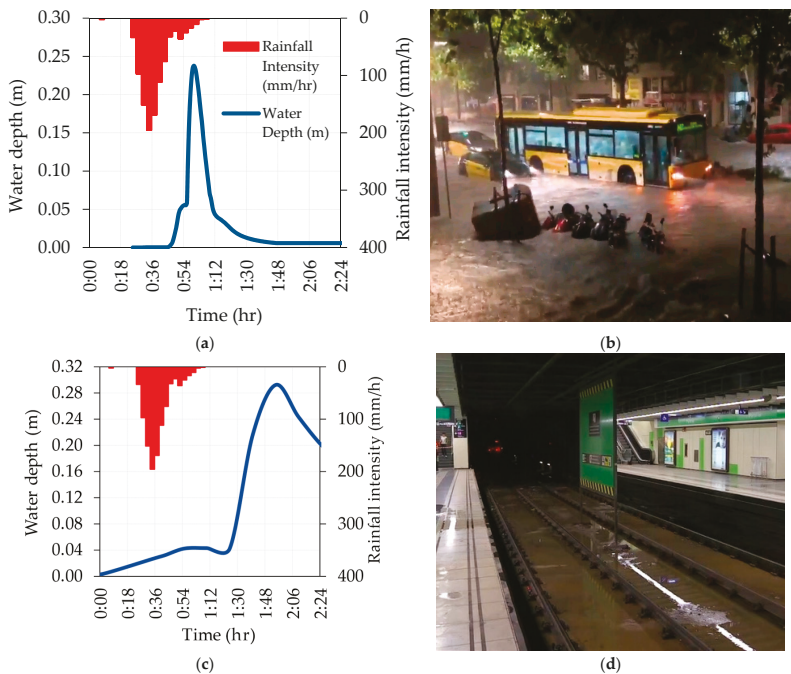 0.30
0.25
0.20
0.15
0.10
0.05
0.00
Water depth (m)
0
100
200
300
400
Rainfall intensity (mm/h)
Rainfall
Intensity
(mm/hr)
Water
Depth (m)
0:00
0:18
0:36
0:54
1:12
1:30
1:48
2:06
2:24
Time (hr)
(a)
(b)
0.32
0.28
0.24
0.20
0.16
0.12
0.08
0.04
0.00
Water depth (m)
0
100
200
300
400
Rainfall intensity (mm/h)
0:00
0:18
0:36
0:54
1:12
1:30
1:48
2:06
2:24
Time (hr)
(c)
(d)